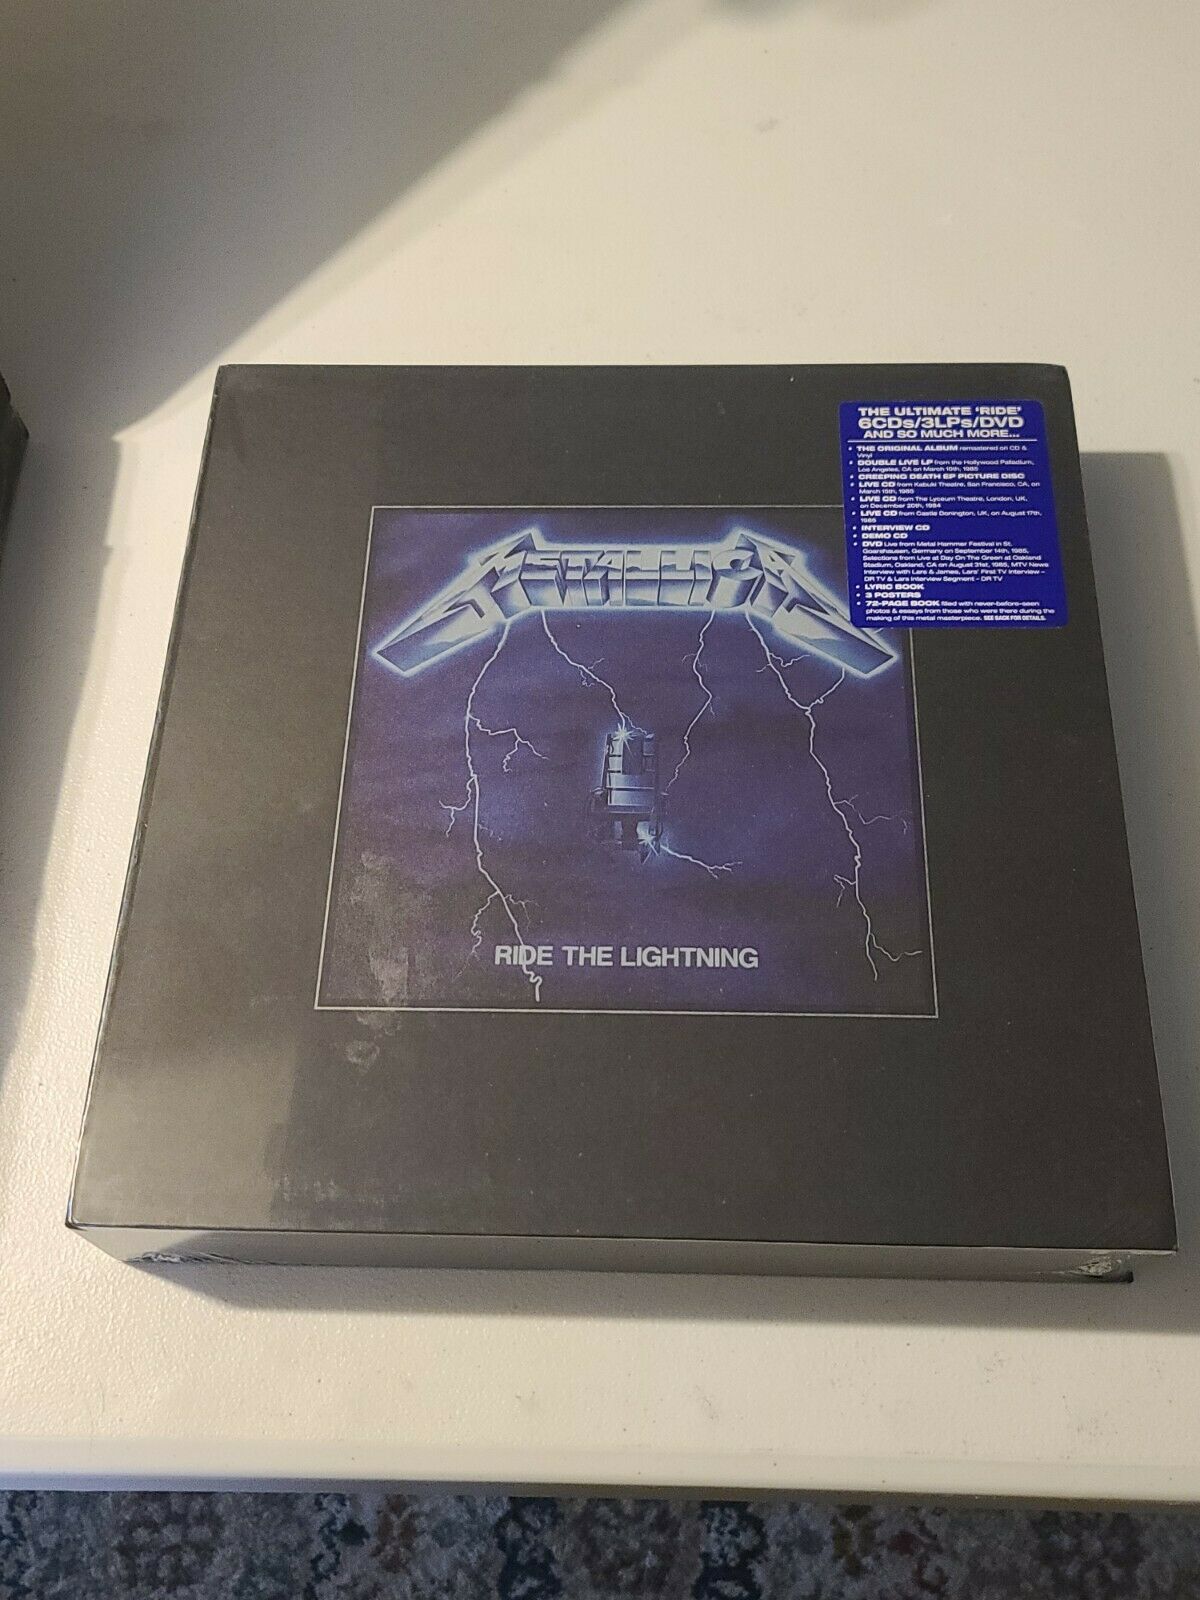 THE ULTIMATE 'RIDE'
6CDs/3LPs/DVD
AND SO MUCH MORE...
• THE ORIGINAL ALBUM remastered on CD &
Vinyl
• DOUBLE LIVE LP from the Hollywood Palladium,
Los Angeles, CA on March 10th, 1985
• CREEPING DEATH EP PICTURE DISC
• LIVE CD from Kabuki Theatre, San Francisco, CA, on
March 15th, 1985
• LIVE CD from The Lyceum Theatre, London, UK,
on December 20th, 1984
• LIVE CD from Castle Donington, UK, on August 17th,
1985
• INTERVIEW CD
• DEMO CD
• DVD Live from Metal Hammer Festival in St.
Goarshausen, Germany on September 14th, 1985,
Selections from Live at Day On The Green at Oakland
Stadium, Oakland, CA on August 31st, 1985, MTV News
Interview with Lars & James, Lars' First TV Interview –
DR TV & Lars Interview Segment – DR TV
• LYRIC BOOK
• 3 POSTERS
• 72-PAGE BOOK filled with never-before-seen
photos & essays from those who were there during the
making of this metal masterpiece. SEE BACK FOR DETAILS.
METALLICA
RIDE THE LIGHTNING